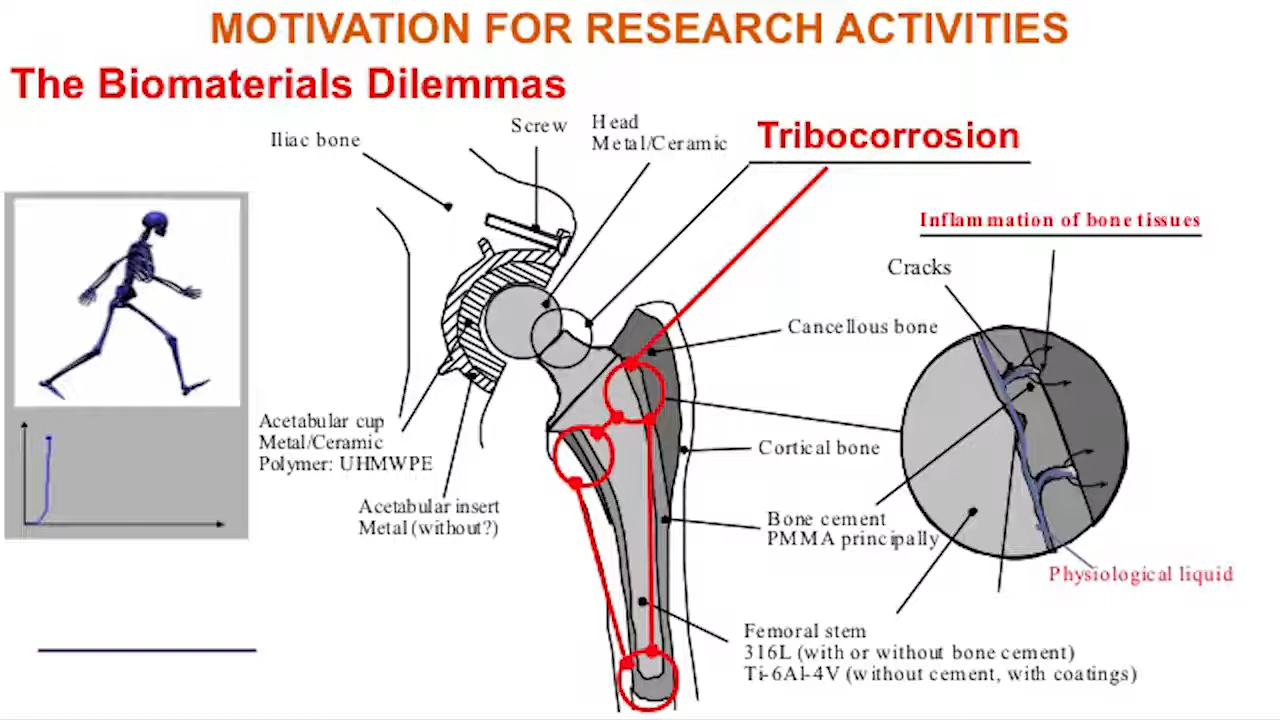 MOTIVATION FOR RESEARCH ACTIVITIES
The Biomaterials Dilemmas
Iliac bone
Screw
Head
Metal/Ceramic
Tribocorrosion
Inflammation of bone tissues
Cracks
Cancellous bone
Acetabular cup
Metal/Ceramic
Polymer: UHMWPE
Cortical bone
Acetabular insert
Metal (without?)
Bone cement
PMMA principally
Physiological liquid
Femoral stem
316L (with or without bone cement)
Ti-6Al-4V (without cement, with coatings)